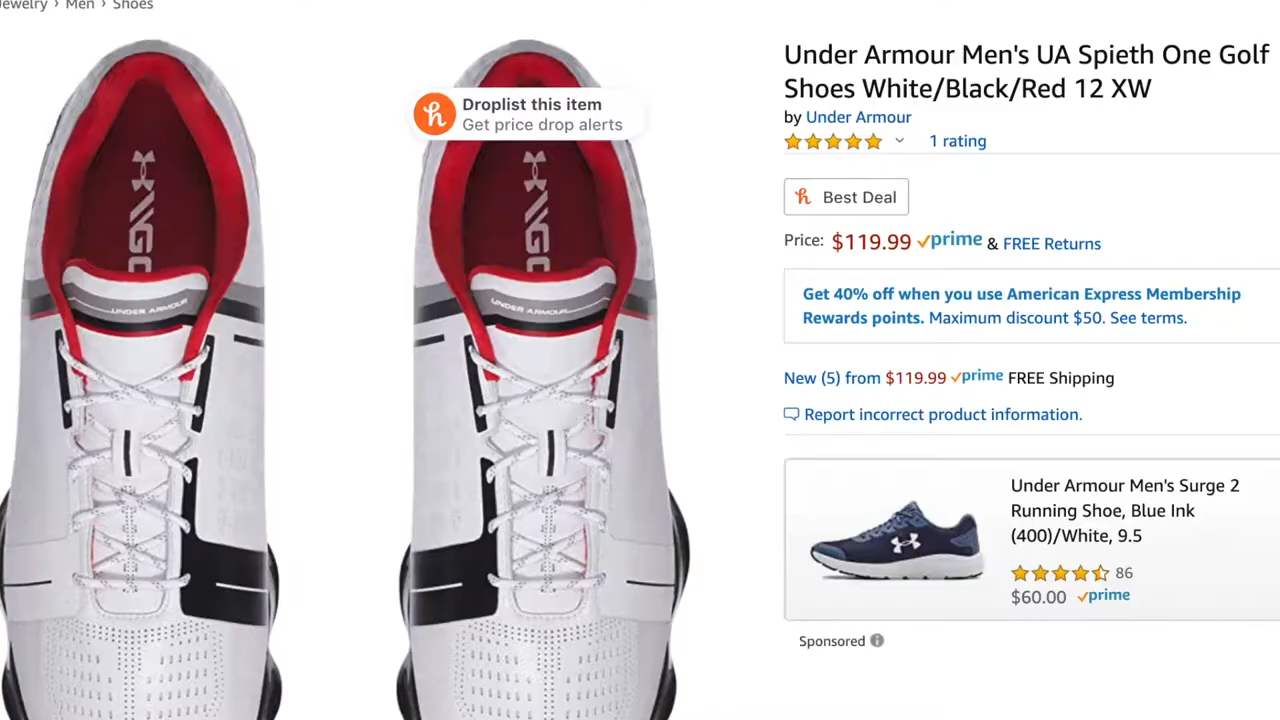 Jewelry › Men › Shoes
Droplist this item
Get price drop alerts
UNDER ARMOUR
UNDER ARMOUR
Under Armour Men's UA Spieth One Golf
Shoes White/Black/Red 12 XW
by Under Armour
1 rating
Best Deal
Price: $119.99 prime & FREE Returns
Get 40% off when you use American Express Membership
Rewards points. Maximum discount $50. See terms.
New (5) from $119.99 prime FREE Shipping
Report incorrect product information.
Under Armour Men's Surge 2
Running Shoe, Blue Ink
(400)/White, 9.5
86
$60.00 prime
Sponsored